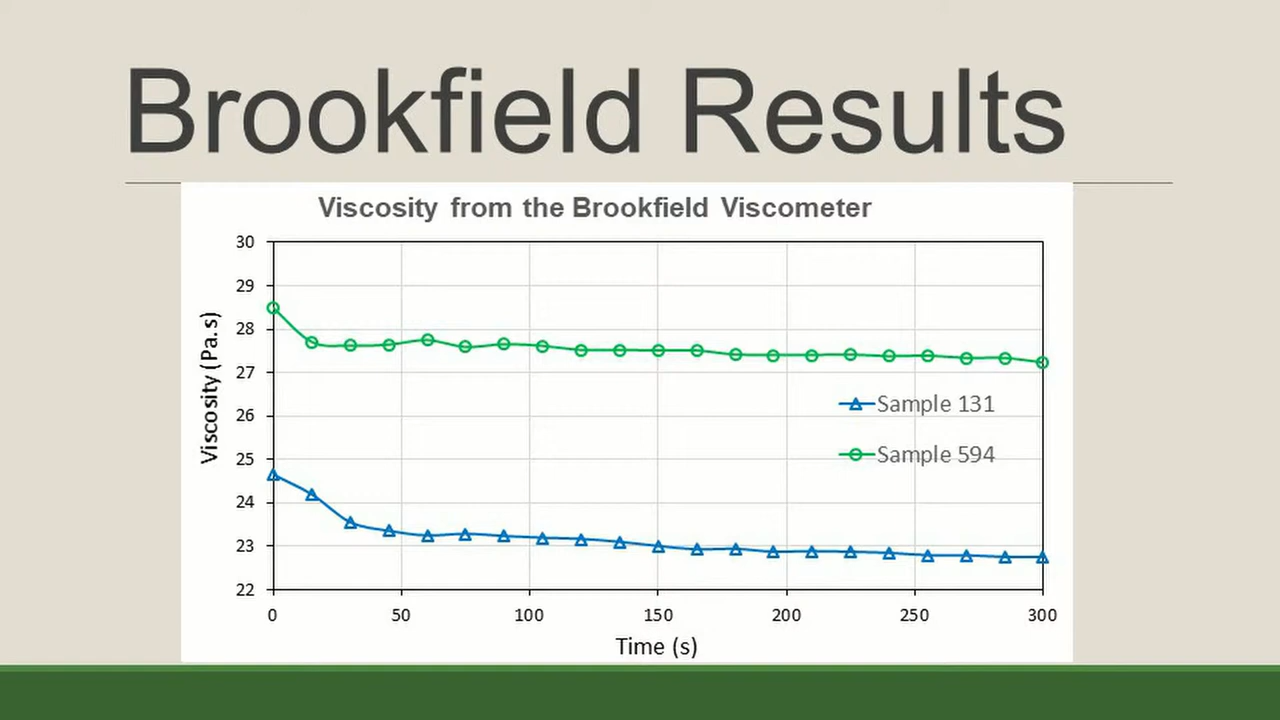 Brookfield Results
Viscosity from the Brookfield Viscometer
Viscosity (Pa.s)
30
29
28
27
26
25
24
23
22
Sample 131
Sample 594
0 50 100 150 200 250 300
Time (s)